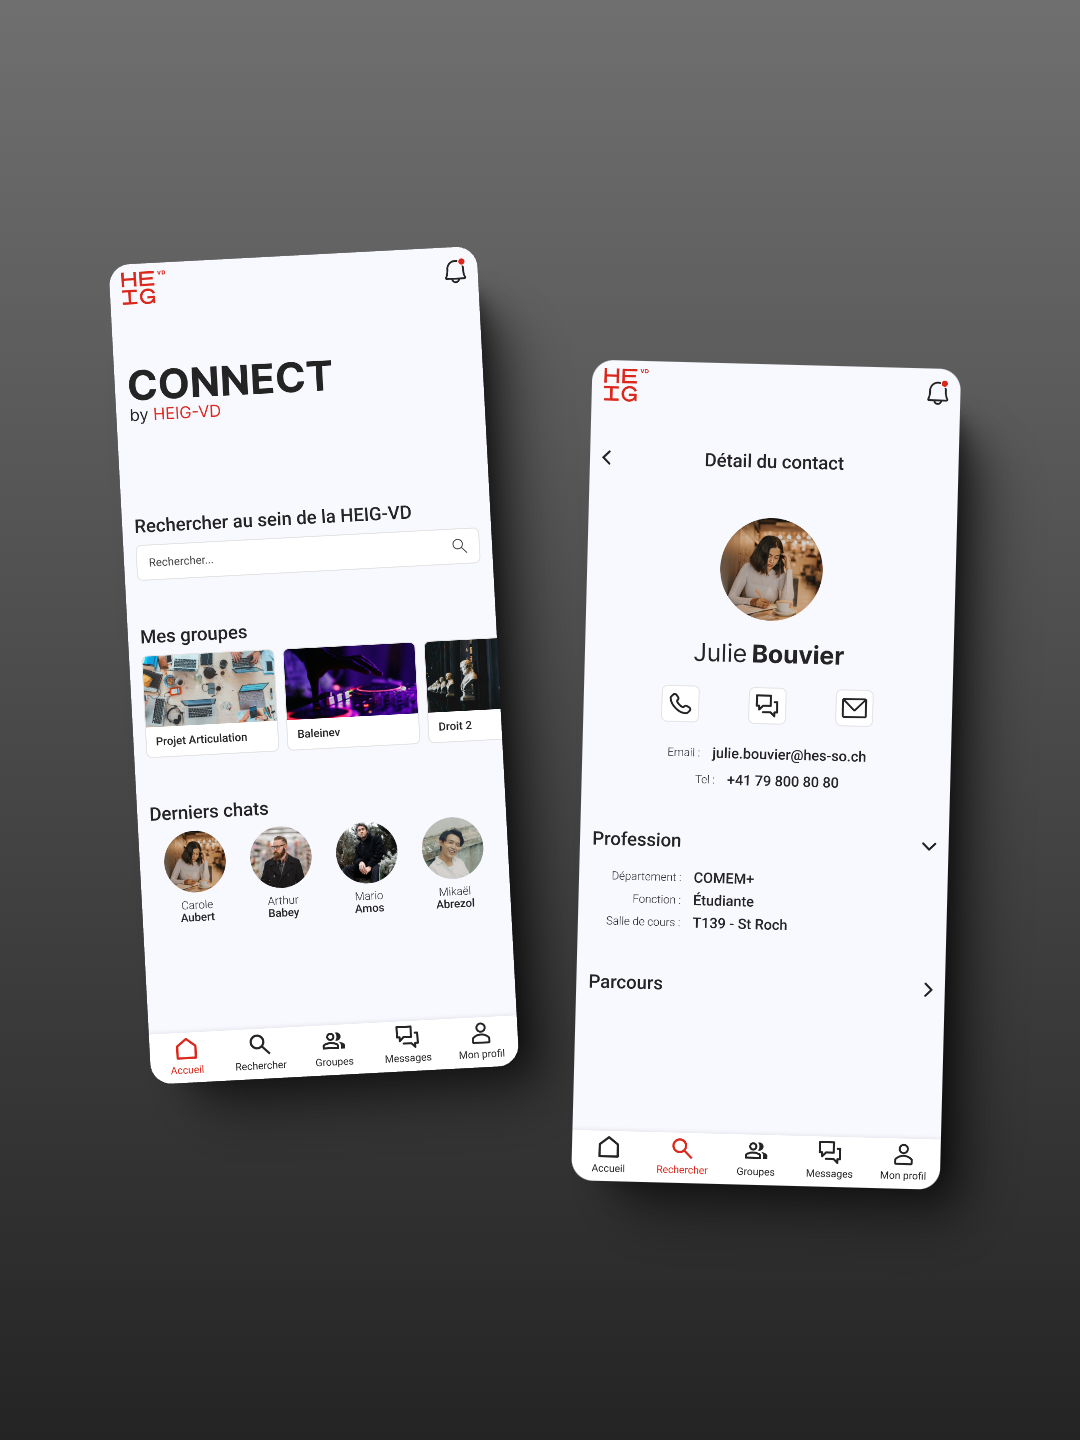 HE VD
IG
CONNECT
by HEIG-VD
Rechercher au sein de la HEIG-VD
Rechercher...
Mes groupes
Projet Articulation
Baleinev
Droit 2
Derniers chats
Carole
Aubert
Arthur
Babey
Mario
Amos
Mikaël
Abrezol
Accueil
Rechercher
Groupes
Messages
Mon profil
HE VD
IG
Détail du contact
Julie Bouvier
Email : julie.bouvier@hes-so.ch
Tel : +41 79 800 80 80
Profession
Département : COMEM+
Fonction : Étudiante
Salle de cours : T139 - St Roch
Parcours
Accueil
Rechercher
Groupes
Messages
Mon profil